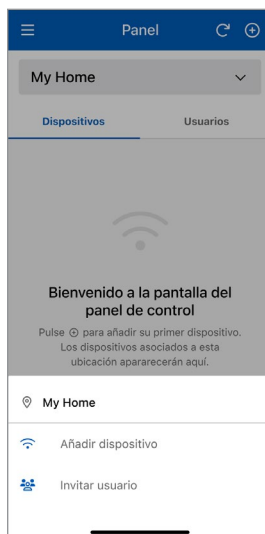 Panel
My Home
Dispositivos Usuarios
Bienvenido a la pantalla del
panel de control
Pulse ⊕ para añadir su primer dispositivo.
Los dispositivos asociados a esta
ubicación apararecerán aquí.
My Home
Añadir dispositivo
Invitar usuario